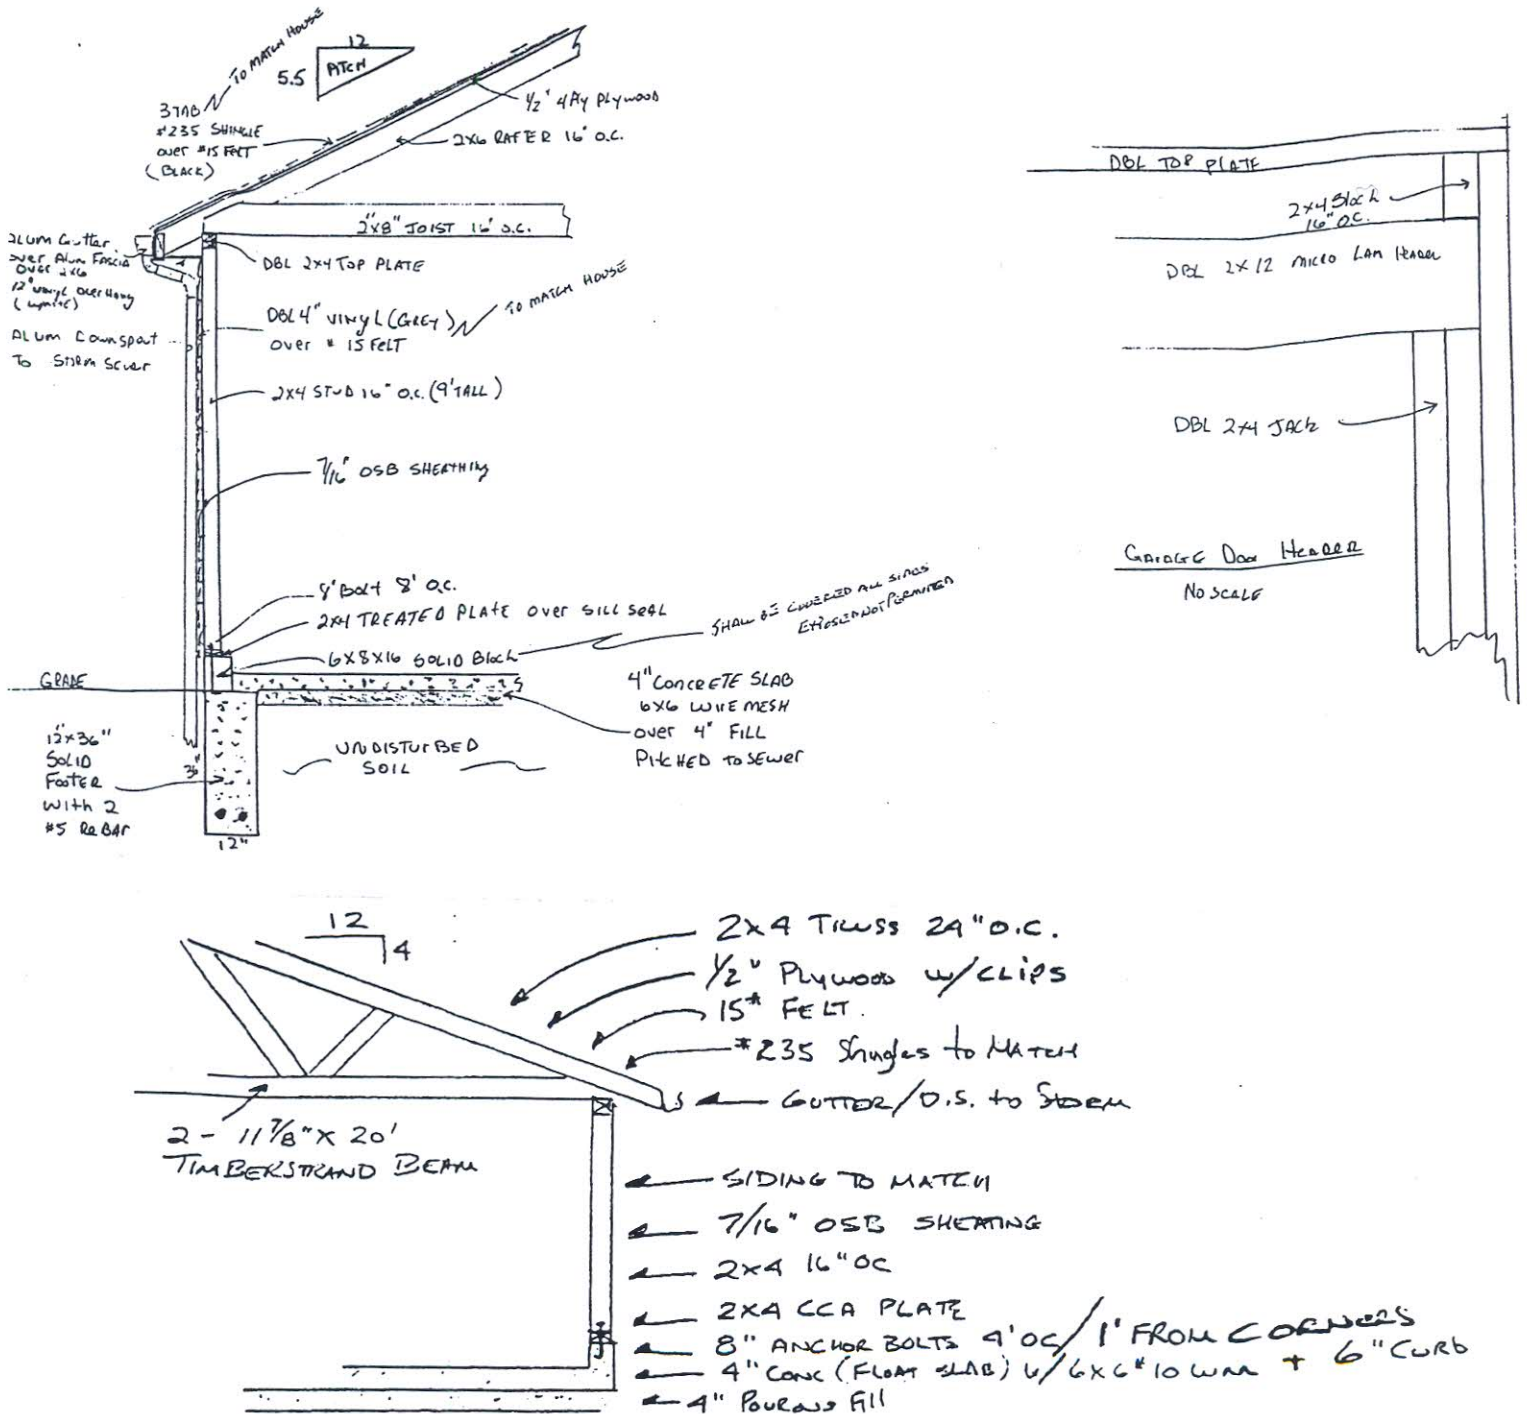 12
5.5
PITCH
TO MATCH HOUSE
3TAB
#235 SHINGLE
over #15 FELT
(BLACK)
1/2" 4Ply Plywood
2x6 RAFTER 16" O.C.
2"x8" JOIST 16" O.C.
ALUM Gutter
over Alum FASCIA
OVER 2x6
12" vinyl overhang
(white)
DBL 2x4 TOP PLATE
DBL 4" VINYL (GREY)
over # 15 FELT
TO MATCH HOUSE
ALUM Downspout
To STORM Sewer
2x4 STUD 16" O.C. (9' TALL)
7/16" OSB SHEATHING
8" Bolt 8' O.C.
2x4 TREATED PLATE over SILL SEAL
6x8x16 SOLID Block
SHALL BE COVERED ALL SIDES
EXPOSED NOT PERMITTED
GRADE
4" CONCRETE SLAB
6x6 WIRE MESH
over 4" FILL
PITCHED TO SEWER
UNDISTURBED
SOIL
12"x36"
SOLID
FOOTER
With 2
#5 ReBAR
36"
12"
DBL TOP PLATE
2x4 Block
16" O.C.
DBL 2x12 MICRO LAM HEADER
DBL 2x4 JACK
GARAGE DOOR HEADER
NO SCALE
12
4
2x4 TRUSS 24" O.C.
1/2" Plywood w/CLIPS
15# FELT.
#235 Shingles to MATCH
GUTTER/D.S. to STORM
2 - 11 7/8" X 20'
TIMBERSTRAND BEAM
SIDING TO MATCH
7/16" OSB SHEATING
2x4 16" OC
2x4 CCA PLATE
8" ANCHOR BOLTS 4' OC/1' FROM CORNERS
4" CONC (FLOAT SLAB) w/6x6#10 WM + 6" CURB
4" POUROUS Fill